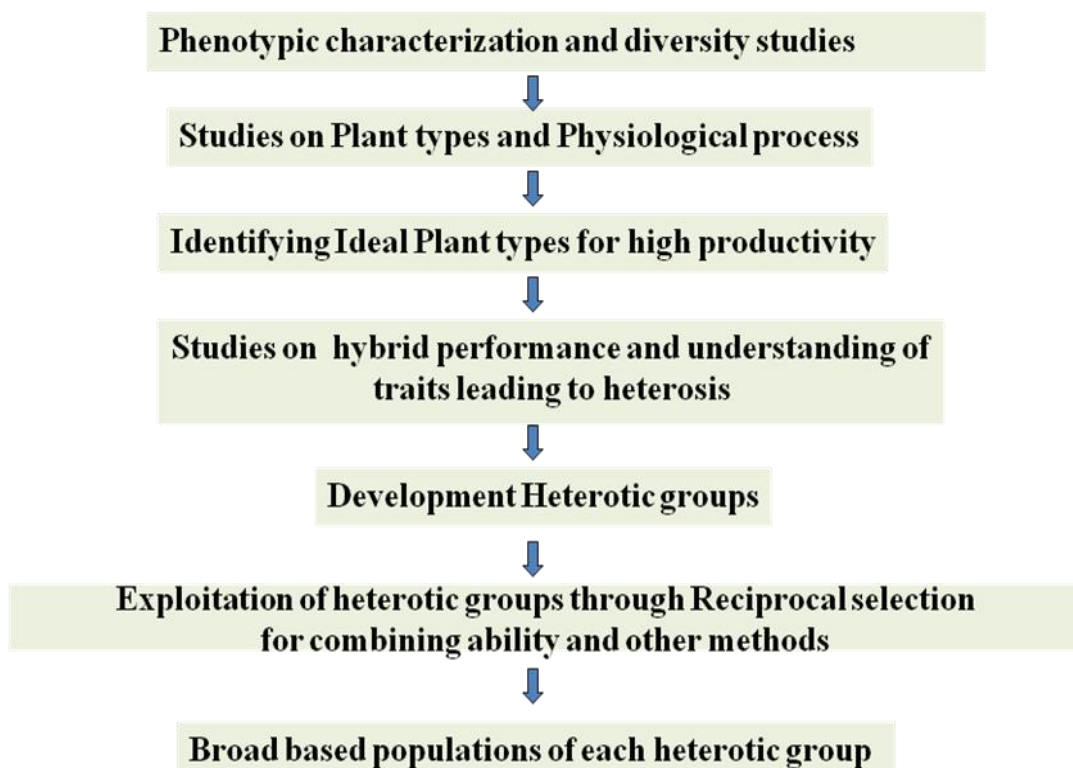 Phenotypic characterization and diversity studies
Studies on Plant types and Physiological process
Identifying Ideal Plant types for high productivity
Studies on hybrid performance and understanding of
traits leading to heterosis
Development Heterotic groups
Exploitation of heterotic groups through Reciprocal selection
for combining ability and other methods
Broad based populations of each heterotic group